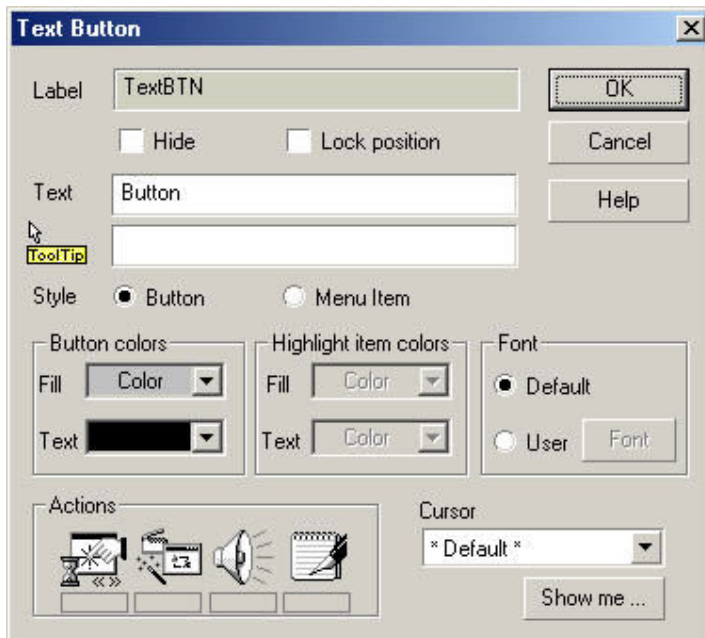 Text Button
Label TextBTN OK
Hide Lock position Cancel
Text Button Help
ToolTip
Style Button Menu Item
Button colors Highlight item colors Font
Fill Color Fill Color Default
Text Text Color User Font
Actions Cursor
* Default *
Show me ...